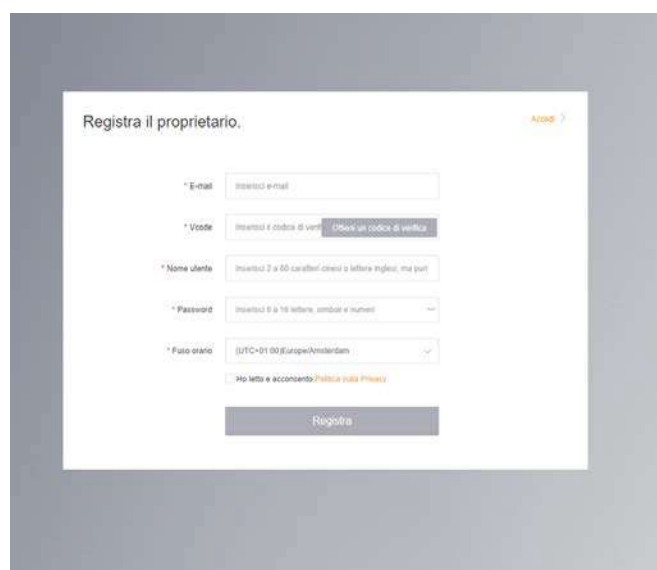 Registra il proprietario.
Accedi >
* E-mail
Inserisci e-mail
* Vcode
Inserisci il codice di verif
Ottieni un codice di verifica
* Nome utente
Inserisci 2 a 60 caratteri cinesi o lettere inglesi, ma puri
* Password
Inserisci 8 a 16 lettere, simboli e numeri
* Fuso orario
(UTC+01:00)Europe/Amsterdam
Ho letto e acconsento Politica sulla Privacy
Registra